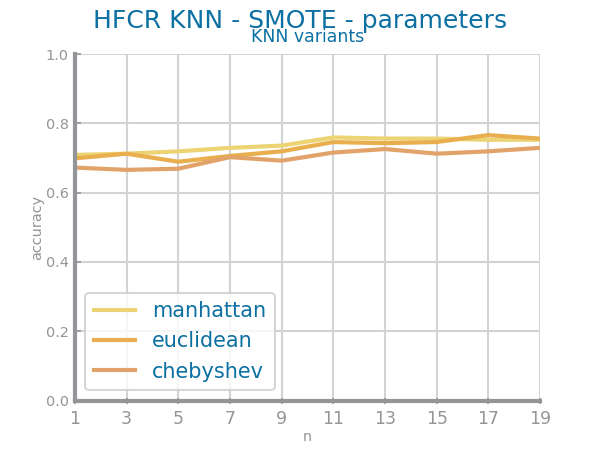 HFCR KNN - SMOTE - parameters
KNN variants
1.0
0.8
0.6
0.4
0.2
0.0
accuracy
manhattan
euclidean
chebyshev
1 3 5 7 9 11 13 15 17 19
n